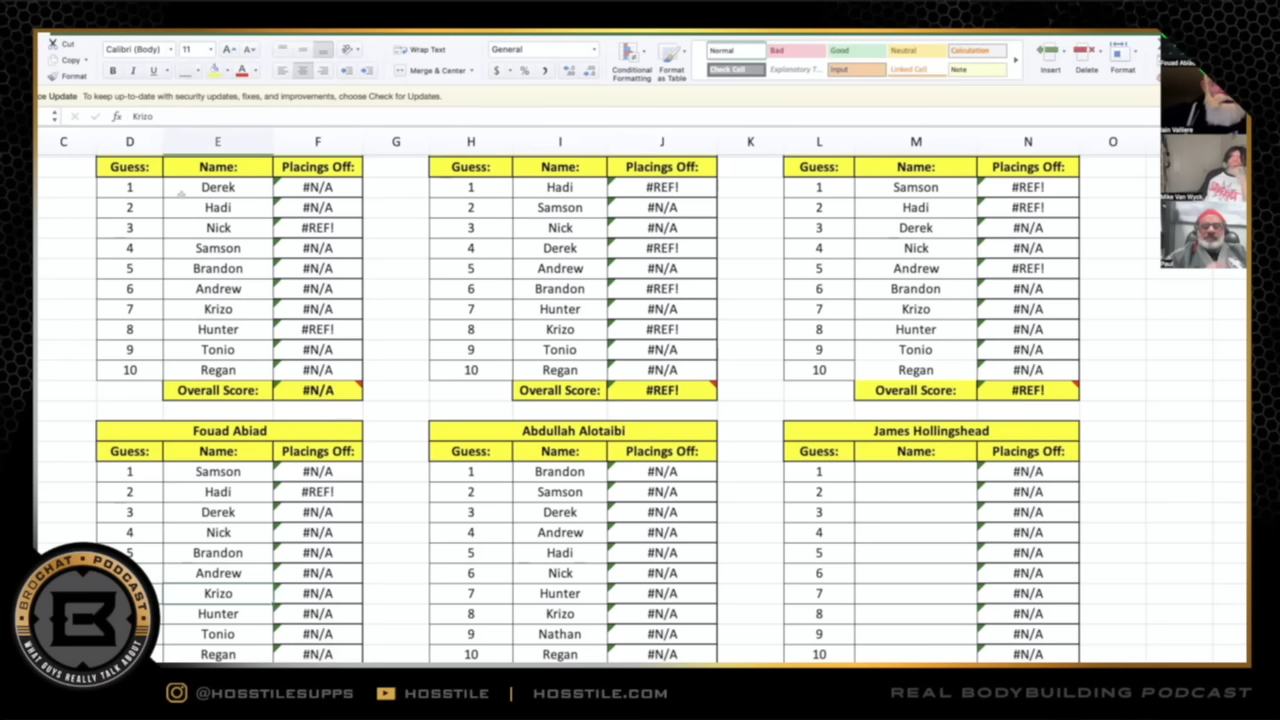 Cut
Calibri (Body) 11 A A Wrap Text General Normal Bad Good Neutral Calculation
Copy
Format B I U A Merge & Center $ % Conditional Formatting Format as Table Check Cell Explanatory T... Input Linked Cell Note Insert Delete Format
ce Update To keep up-to-date with security updates, fixes, and improvements, choose Check for Updates.
fx Krizo
C D E F G H I J K L M N O
Guess: Name: Placings Off: Guess: Name: Placings Off: Guess: Name: Placings Off:
1 Derek #N/A 1 Hadi #REF! 1 Samson #REF!
2 Hadi #N/A 2 Samson #N/A 2 Hadi #REF!
3 Nick #REF! 3 Nick #N/A 3 Derek #N/A
4 Samson #N/A 4 Derek #REF! 4 Nick #N/A
5 Brandon #N/A 5 Andrew #N/A 5 Andrew #REF!
6 Andrew #N/A 6 Brandon #REF! 6 Brandon #N/A
7 Krizo #N/A 7 Hunter #N/A 7 Krizo #N/A
8 Hunter #REF! 8 Krizo #REF! 8 Hunter #N/A
9 Tonio #N/A 9 Tonio #N/A 9 Tonio #N/A
10 Regan #N/A 10 Regan #N/A 10 Regan #N/A
Overall Score: #N/A Overall Score: #REF! Overall Score: #REF!
Fouad Abiad Abdullah Alotaibi James Hollingshead
Guess: Name: Placings Off: Guess: Name: Placings Off: Guess: Name: Placings Off:
1 Samson #N/A 1 Brandon #N/A 1 #N/A
2 Hadi #REF! 2 Samson #N/A 2 #N/A
3 Derek #N/A 3 Derek #N/A 3 #N/A
4 Nick #N/A 4 Andrew #N/A 4 #N/A
5 Brandon #N/A 5 Hadi #N/A 5 #N/A
Andrew #N/A 6 Nick #N/A 6 #N/A
Krizo #N/A 7 Hunter #N/A 7 #N/A
Hunter #N/A 8 Krizo #N/A 8 #N/A
Tonio #N/A 9 Nathan #N/A 9 #N/A
Regan #N/A 10 Regan #N/A 10 #N/A
Iain Valliere
Mike Van Wyck
Paul
BROCHAT PODCAST
WHAT GUYS REALLY TALK ABOUT
@HOSSTILESUPPS HOSSTILE | HOSSTILE.COM
REAL BODYBUILDING PODCAST